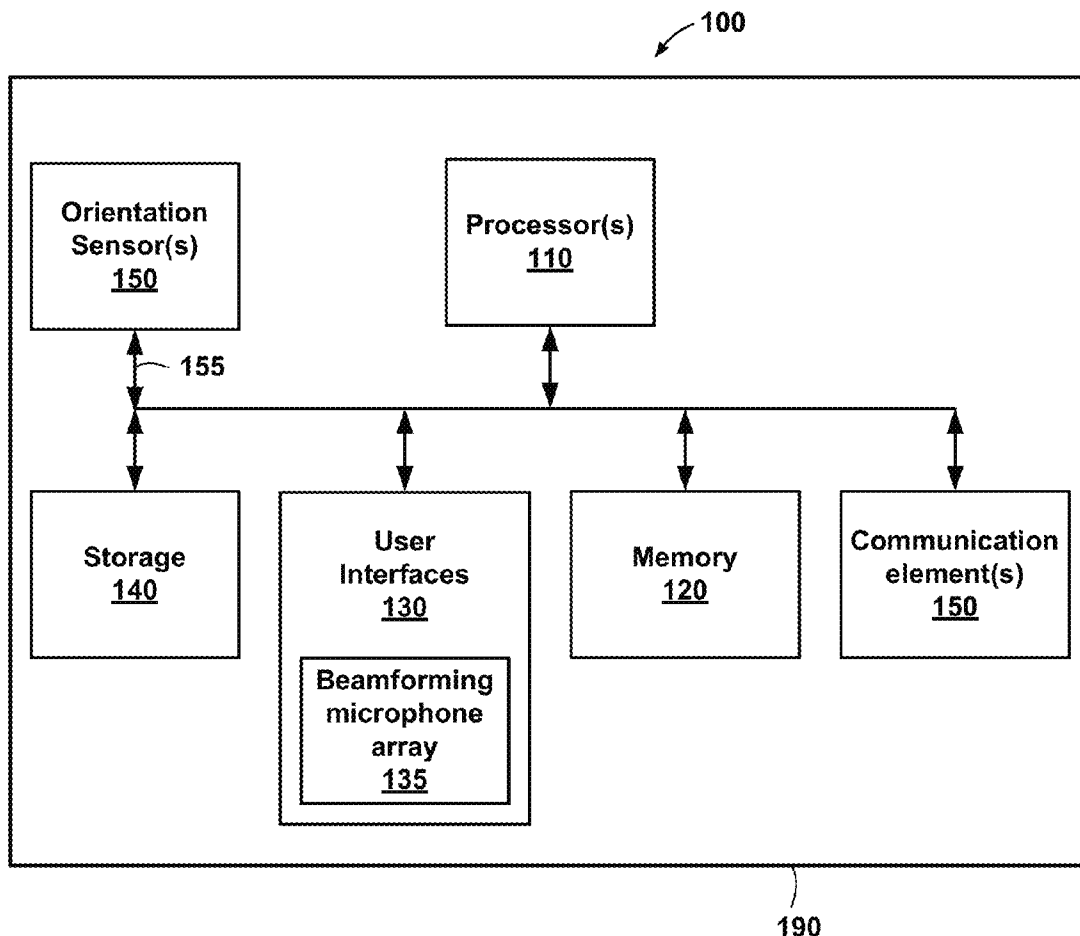 100
Orientation
Sensor(s)
150
Processor(s)
110
155
Storage
140
User
Interfaces
130
Beamforming
microphone
array
135
Memory
120
Communication
element(s)
150
190